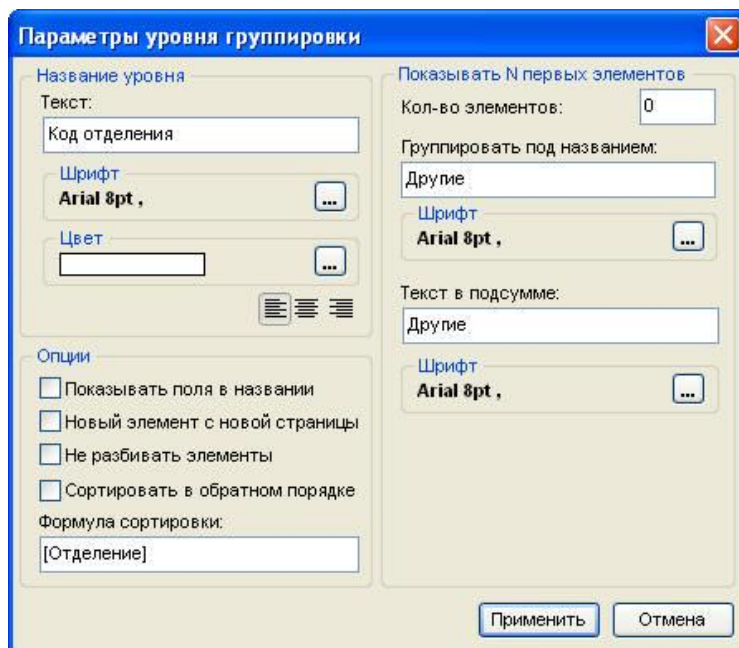 Параметры уровня группировки
Название уровня
Текст:
Код отделения
Шрифт
Arial 8pt ,
...
Цвет
...
Опции
Показывать поля в названии
Новый элемент с новой страницы
Не разбивать элементы
Сортировать в обратном порядке
Формула сортировки:
[Отделение]
Показывать N первых элементов
Кол-во элементов:
0
Группировать под названием:
Другие
Шрифт
Arial 8pt ,
...
Текст в подсумме:
Другие
Шрифт
Arial 8pt ,
...
Применить
Отмена